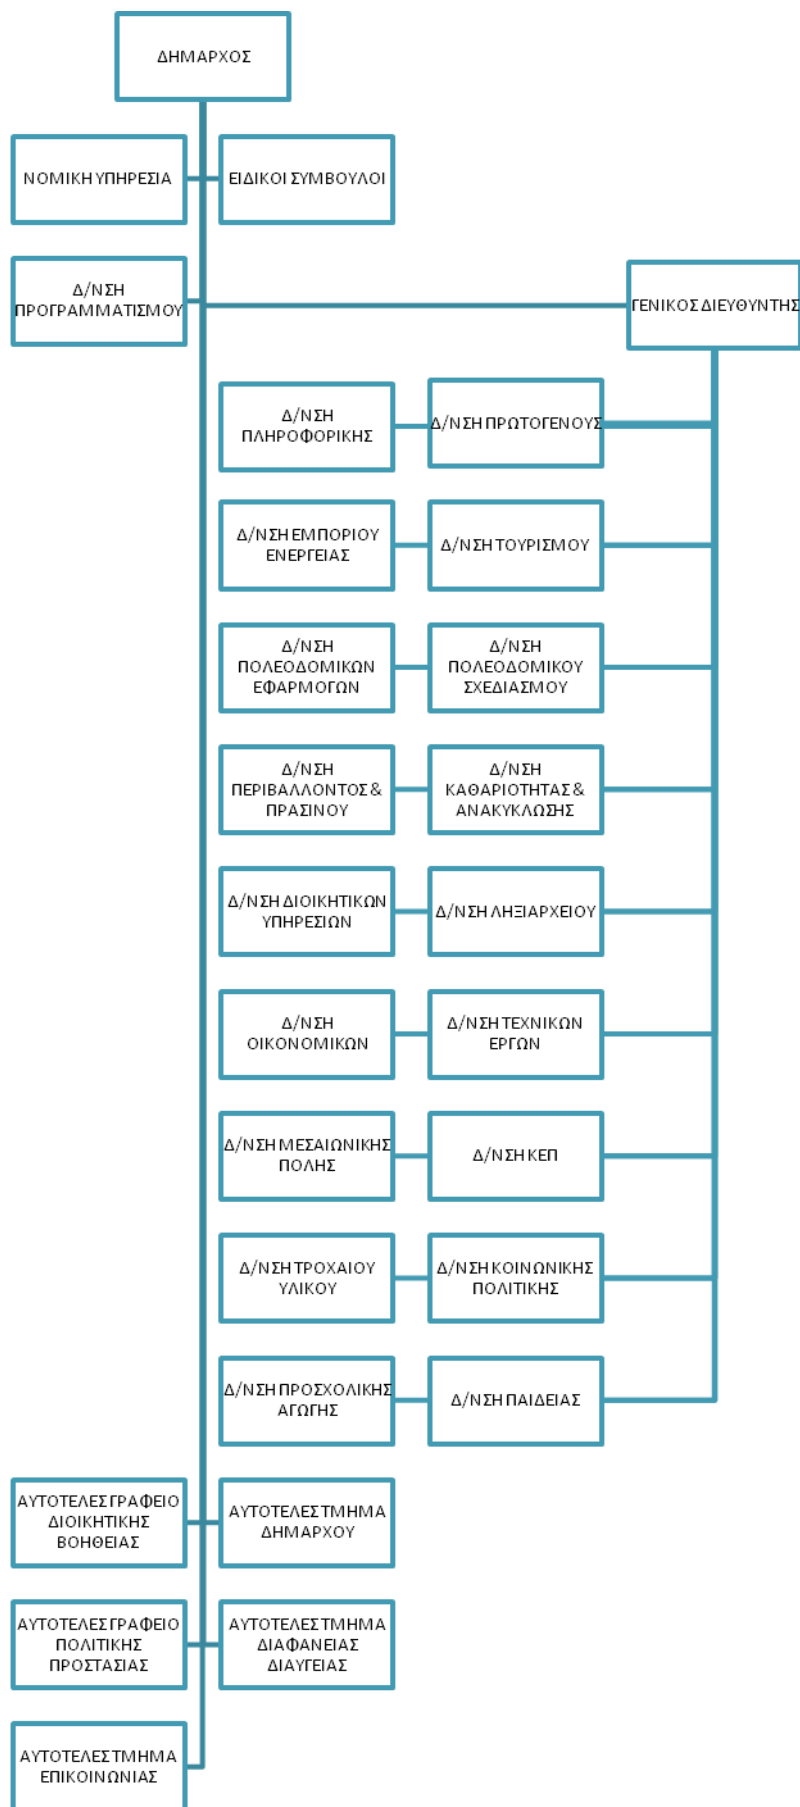 ΔΗΜΑΡΧΟΣ
ΝΟΜΙΚΗ ΥΠΗΡΕΣΙΑ
ΕΙΔΙΚΟΙ ΣΥΜΒΟΥΛΟΙ
Δ/ΝΣΗ
ΠΡΟΓΡΑΜΜΑΤΙΣΜΟΥ
ΓΕΝΙΚΟΣ ΔΙΕΥΘΥΝΤΗΣ
Δ/ΝΣΗ
ΠΛΗΡΟΦΟΡΙΚΗΣ
Δ/ΝΣΗ ΠΡΩΤΟΓΕΝΟΥΣ
Δ/ΝΣΗ ΕΜΠΟΡΙΟΥ
ΕΝΕΡΓΕΙΑΣ
Δ/ΝΣΗ ΤΟΥΡΙΣΜΟΥ
Δ/ΝΣΗ
ΠΟΛΕΟΔΟΜΙΚΩΝ
ΕΦΑΡΜΟΓΩΝ
Δ/ΝΣΗ
ΠΟΛΕΟΔΟΜΙΚΟΥ
ΣΧΕΔΙΑΣΜΟΥ
Δ/ΝΣΗ
ΠΕΡΙΒΑΛΛΟΝΤΟΣ &
ΠΡΑΣΙΝΟΥ
Δ/ΝΣΗ
ΚΑΘΑΡΙΟΤΗΤΑΣ &
ΑΝΑΚΥΚΛΩΣΗΣ
Δ/ΝΣΗ ΔΙΟΙΚΗΤΙΚΩΝ
ΥΠΗΡΕΣΙΩΝ
Δ/ΝΣΗ ΛΗΞΙΑΡΧΕΙΟΥ
Δ/ΝΣΗ
ΟΙΚΟΝΟΜΙΚΩΝ
Δ/ΝΣΗ ΤΕΧΝΙΚΩΝ
ΕΡΓΩΝ
Δ/ΝΣΗ ΜΕΣΑΙΩΝΙΚΗΣ
ΠΟΛΗΣ
Δ/ΝΣΗ ΚΕΠ
Δ/ΝΣΗ ΤΡΟΧΑΙΟΥ
ΥΛΙΚΟΥ
Δ/ΝΣΗ ΚΟΙΝΩΝΙΚΗΣ
ΠΟΛΙΤΙΚΗΣ
Δ/ΝΣΗ ΠΡΟΣΧΟΛΙΚΗΣ
ΑΓΩΓΗΣ
Δ/ΝΣΗ ΠΑΙΔΕΙΑΣ
ΑΥΤΟΤΕΛΕΣ ΓΡΑΦΕΙΟ
ΔΙΟΙΚΗΤΙΚΗΣ
ΒΟΗΘΕΙΑΣ
ΑΥΤΟΤΕΛΕΣ ΤΜΗΜΑ
ΔΗΜΑΡΧΟΥ
ΑΥΤΟΤΕΛΕΣ ΓΡΑΦΕΙΟ
ΠΟΛΙΤΙΚΗΣ
ΠΡΟΣΤΑΣΙΑΣ
ΑΥΤΟΤΕΛΕΣ ΤΜΗΜΑ
ΔΙΑΦΑΝΕΙΑΣ
ΔΙΑΥΓΕΙΑΣ
ΑΥΤΟΤΕΛΕΣ ΤΜΗΜΑ
ΕΠΙΚΟΙΝΩΝΙΑΣ